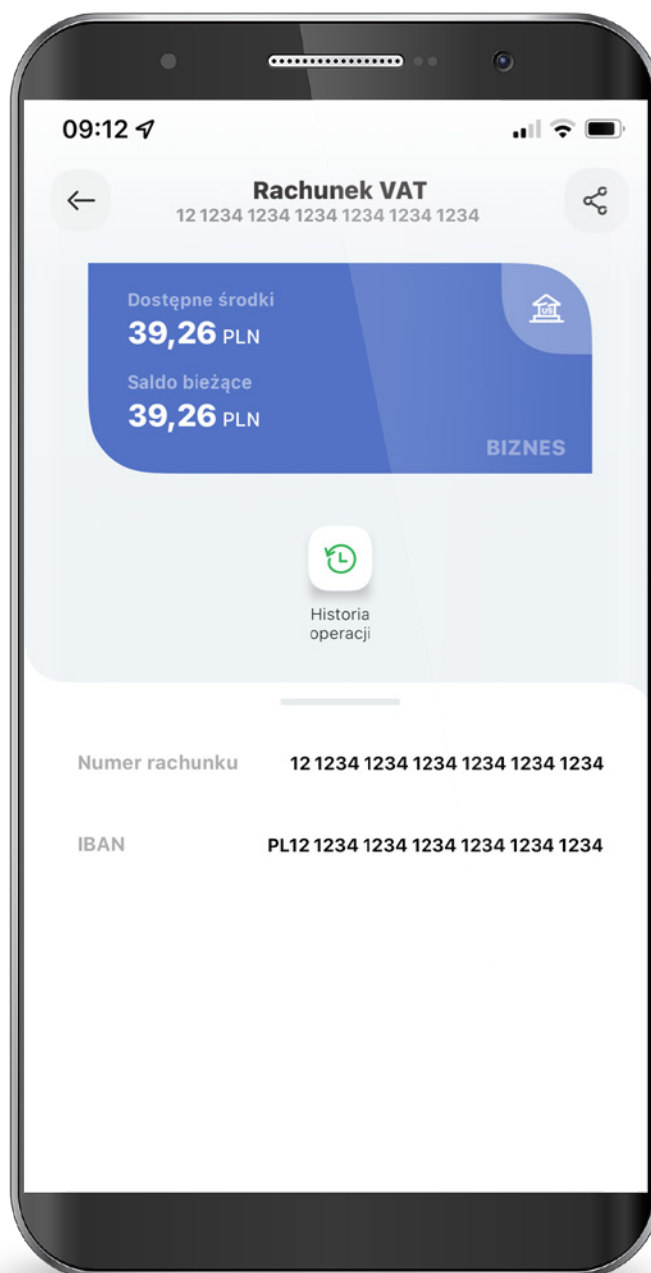 09:12
Rachunek VAT
12 1234 1234 1234 1234 1234 1234
Dostępne środki
39,26 PLN
US
Saldo bieżące
39,26 PLN
BIZNES
Historia
operacji
Numer rachunku 12 1234 1234 1234 1234 1234 1234
IBAN PL12 1234 1234 1234 1234 1234 1234